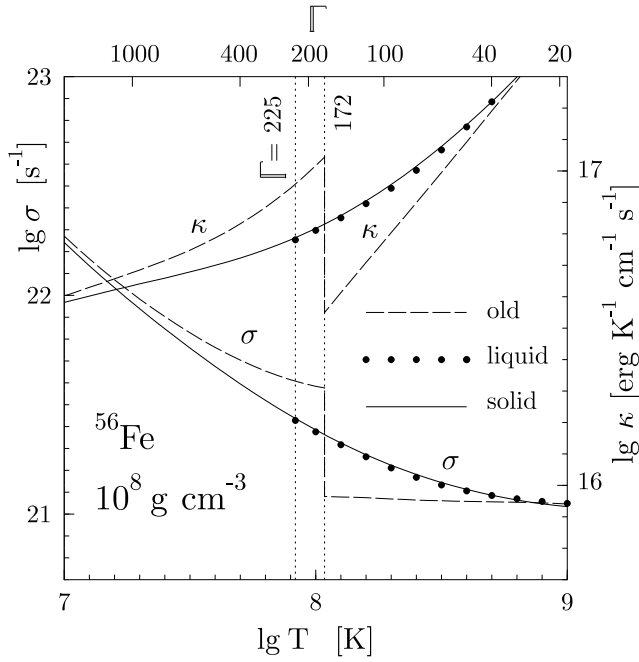 Γ
1000 400 200 100 40 20
23
22
21
lg σ [s⁻¹]
Γ = 225
172
κ
κ
σ
σ
17
16
lg κ [erg K⁻¹ cm⁻¹ s⁻¹]
old
liquid
solid
⁵⁶Fe
10⁸ g cm⁻³
7 8 9
lg T [K]